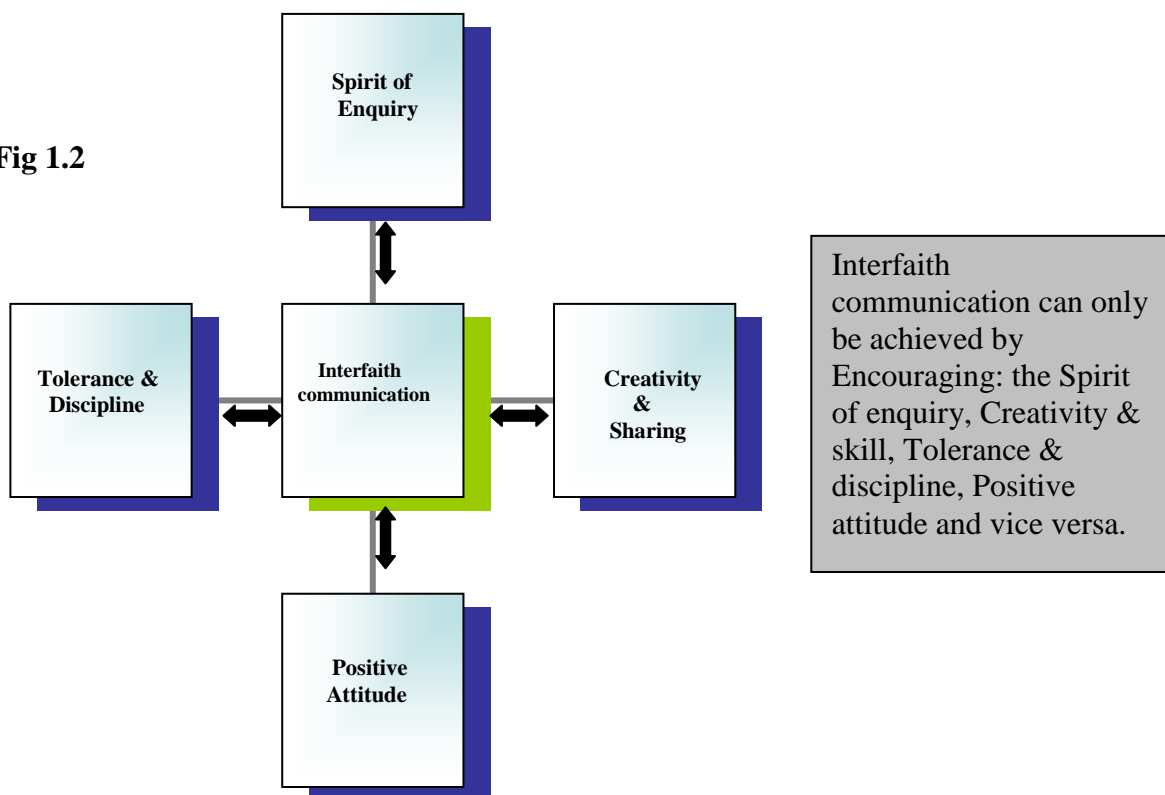 Spirit of
Enquiry
Fig 1.2
Tolerance &
Discipline
Interfaith
communication
Creativity
&
Sharing
Positive
Attitude
Interfaith
communication can only
be achieved by
Encouraging: the Spirit
of enquiry, Creativity &
skill, Tolerance &
discipline, Positive
attitude and vice versa.